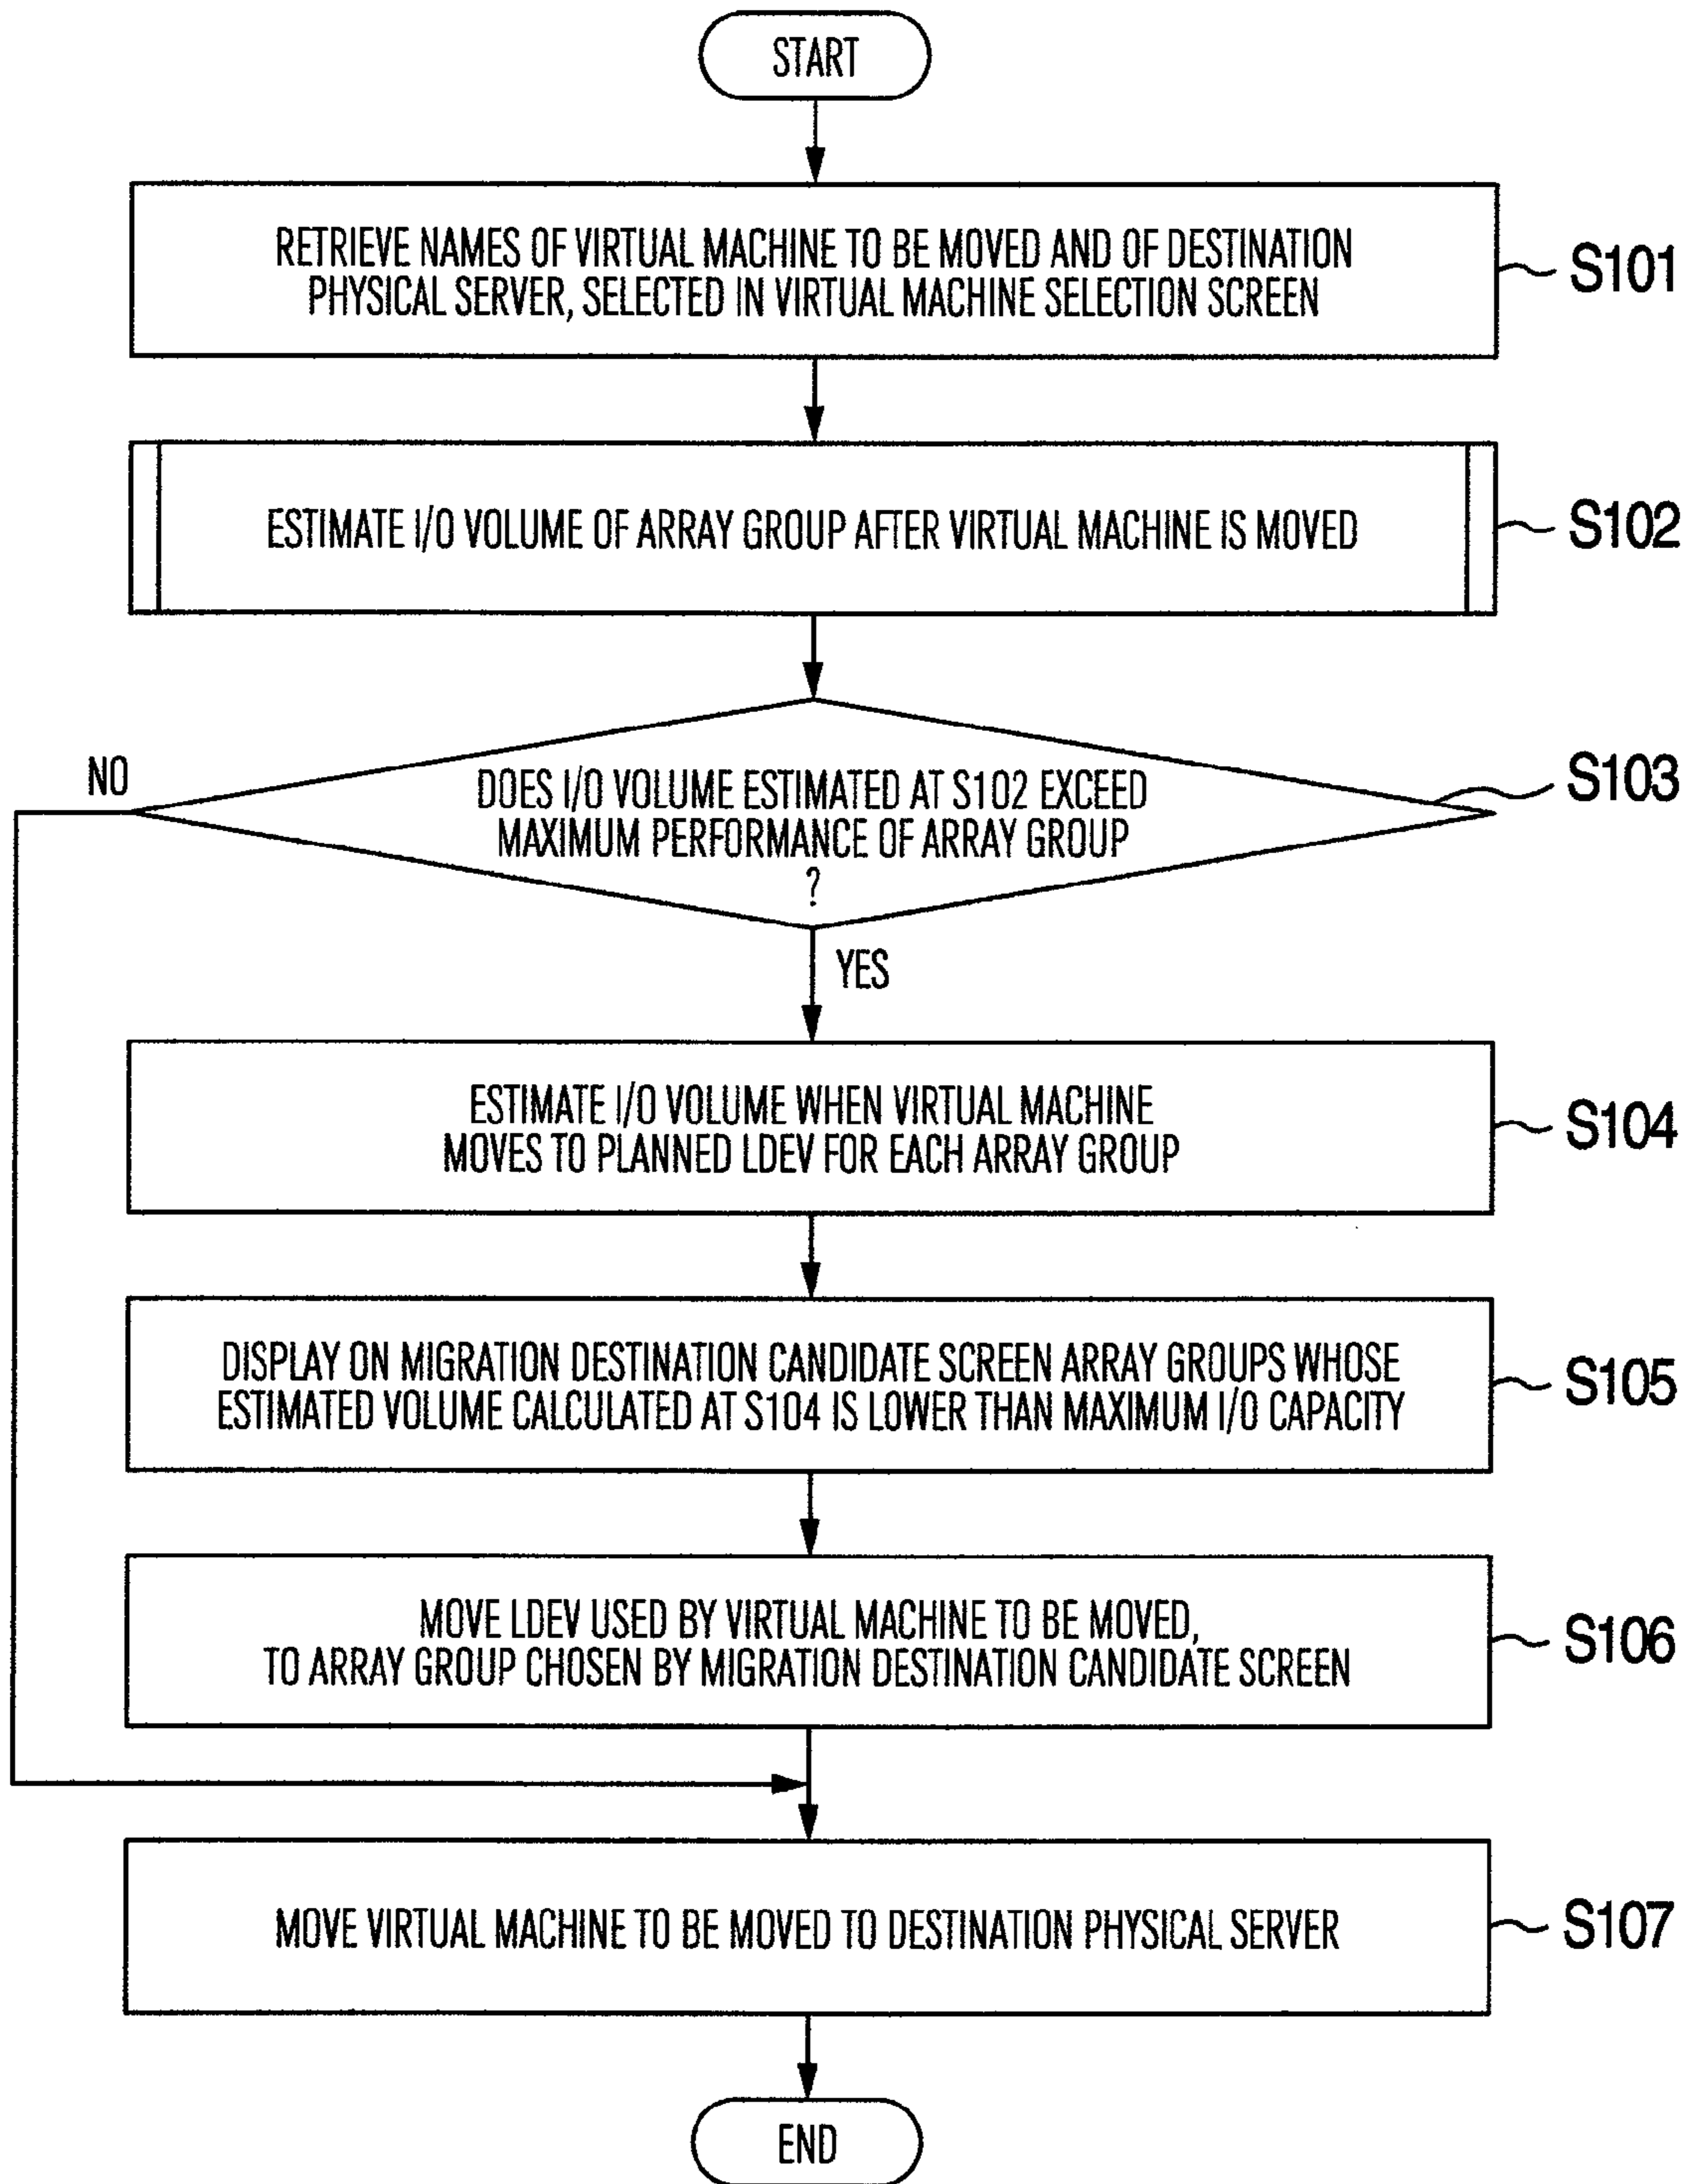 START
RETRIEVE NAMES OF VIRTUAL MACHINE TO BE MOVED AND OF DESTINATION
PHYSICAL SERVER, SELECTED IN VIRTUAL MACHINE SELECTION SCREEN
S101
ESTIMATE I/O VOLUME OF ARRAY GROUP AFTER VIRTUAL MACHINE IS MOVED
S102
NO
DOES I/O VOLUME ESTIMATED AT S102 EXCEED
MAXIMUM PERFORMANCE OF ARRAY GROUP
?
S103
YES
ESTIMATE I/O VOLUME WHEN VIRTUAL MACHINE
MOVES TO PLANNED LDEV FOR EACH ARRAY GROUP
S104
DISPLAY ON MIGRATION DESTINATION CANDIDATE SCREEN ARRAY GROUPS WHOSE
ESTIMATED VOLUME CALCULATED AT S104 IS LOWER THAN MAXIMUM I/O CAPACITY
S105
MOVE LDEV USED BY VIRTUAL MACHINE TO BE MOVED,
TO ARRAY GROUP CHOSEN BY MIGRATION DESTINATION CANDIDATE SCREEN
S106
MOVE VIRTUAL MACHINE TO BE MOVED TO DESTINATION PHYSICAL SERVER
S107
END